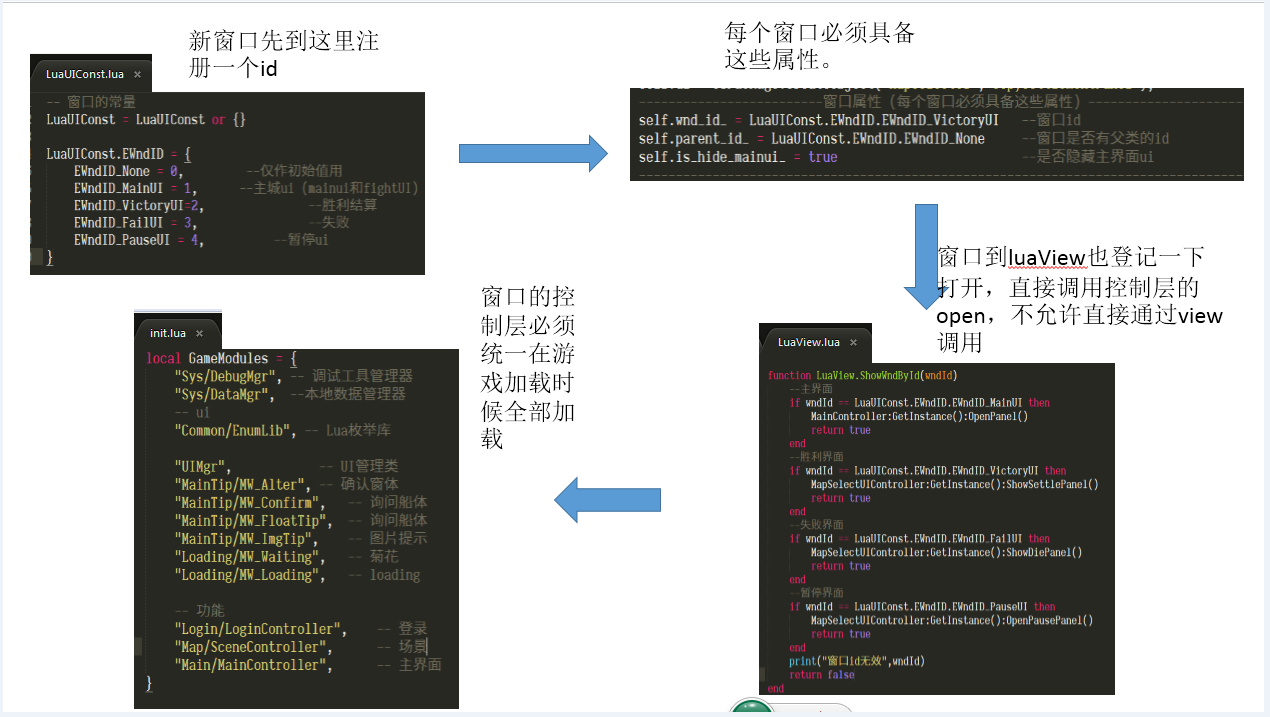 新窗口先到这里注
册一个id
LuaUIConst.lua ×
-- 窗口的常量
LuaUIConst = LuaUIConst or {}
LuaUIConst.EWndID = {
EWndID_None = 0, --仅作初始值用
EWndID_MainUI = 1, --主城ui (mainui和fightUI)
EWndID_VictoryUI=2, --胜利结算
EWndID_FailUI = 3, --失败
EWndID_PauseUI = 4, --暂停ui
}
每个窗口必须具备
这些属性。
------------------------窗口属性 (每个窗口必须具备这些属性) --------------------
self.wnd_id_ = LuaUIConst.EWndID.EWndID_VictoryUI --窗口id
self.parent_id_ = LuaUIConst.EWndID.EWndID_None --窗口是否有父类的id
self.is_hide_mainui_ = true --是否隐藏主界面ui
窗口到luaView也登记一下
打开，直接调用控制层的
open，不允许直接通过view
调用
LuaView.lua ×
function LuaView.ShowWndById(wndId)
--主界面
if wndId == LuaUIConst.EWndID.EWndID_MainUI then
MainController:GetInstance():OpenPanel()
return true
end
--胜利界面
if wndId == LuaUIConst.EWndID.EWndID_VictoryUI then
MapSelectUIController:GetInstance():ShowSettlePanel()
return true
end
--失败界面
if wndId == LuaUIConst.EWndID.EWndID_FailUI then
MapSelectUIController:GetInstance():ShowDiePanel()
return true
end
--暂停界面
if wndId == LuaUIConst.EWndID.EWndID_PauseUI then
MapSelectUIController:GetInstance():OpenPausePanel()
return true
end
print("窗口id无效",wndId)
return false
end
窗口的控
制层必须
统一在游
戏加载时
候全部加
载
init.lua ×
local GameModules = {
"Sys/DebugMgr", -- 调试工具管理器
"Sys/DataMgr", --本地数据管理器
-- ui
"Common/EnumLib", -- Lua枚举库
"UIMgr", -- UI管理类
"MainTip/MW_Alter", -- 确认窗体
"MainTip/MW_Confirm", -- 询问船体
"MainTip/MW_FloatTip", -- 询问船体
"MainTip/MW_ImgTip", -- 图片提示
"Loading/MW_Waiting", -- 菊花
"Loading/MW_Loading", -- loading
-- 功能
"Login/LoginController", -- 登录
"Map/SceneController", -- 场景
"Main/MainController", -- 主界面
}